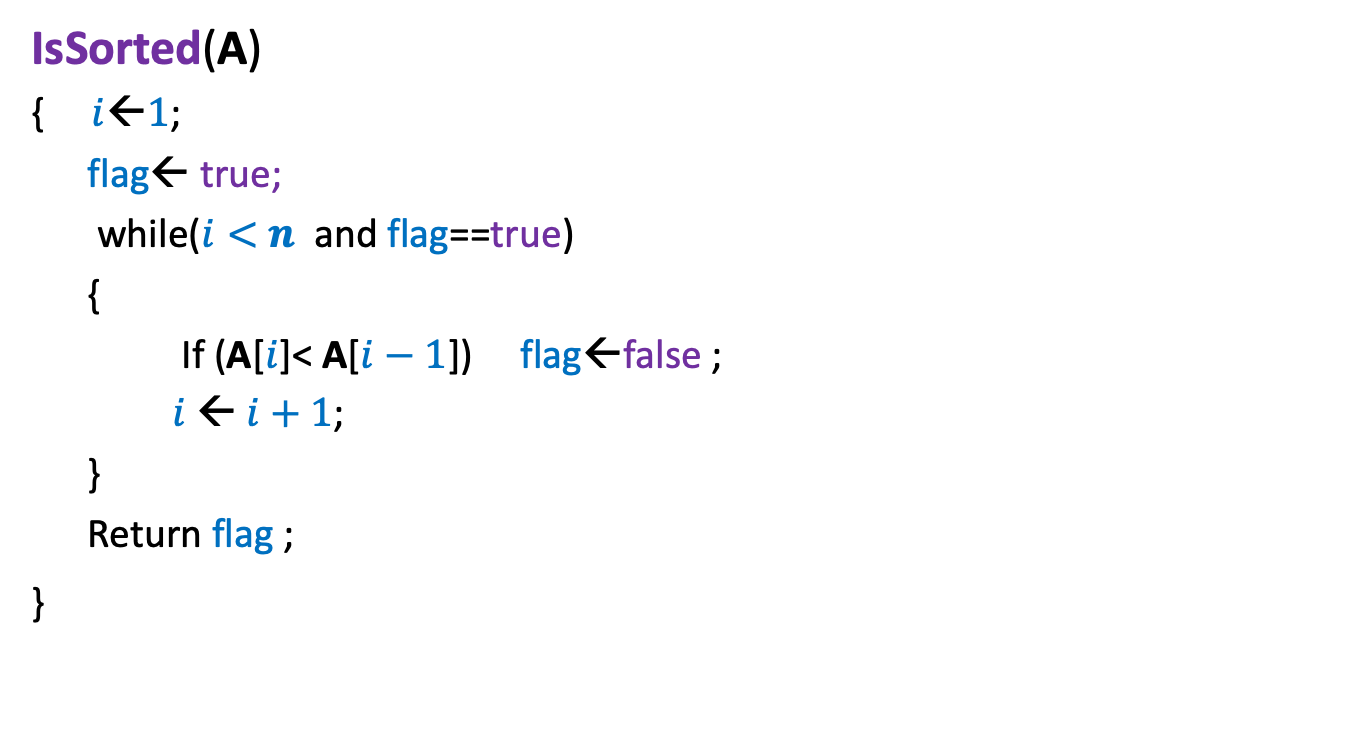 IsSorted(A)
{ i←1;
flag← true;
while(i < n and flag==true)
{
If (A[i]< A[i − 1]) flag←false ;
i ← i + 1;
}
Return flag ;
}